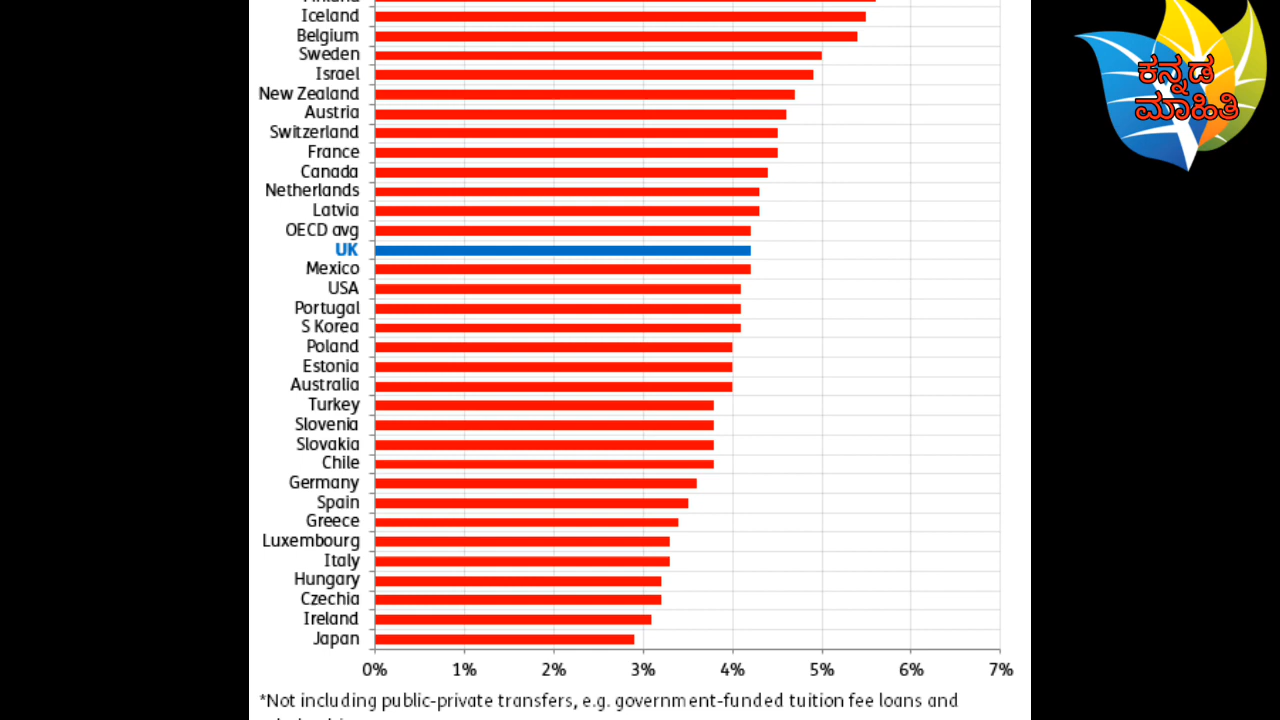 Finland
Iceland
Belgium
Sweden
Israel
New Zealand
Austria
Switzerland
France
Canada
Netherlands
Latvia
OECD avg
UK
Mexico
USA
Portugal
S Korea
Poland
Estonia
Australia
Turkey
Slovenia
Slovakia
Chile
Germany
Spain
Greece
Luxembourg
Italy
Hungary
Czechia
Ireland
Japan
0% 1% 2% 3% 4% 5% 6% 7%
*Not including public-private transfers, e.g. government-funded tuition fee loans and
ಕನ್ನಡ
ಮಾಹಿತಿ